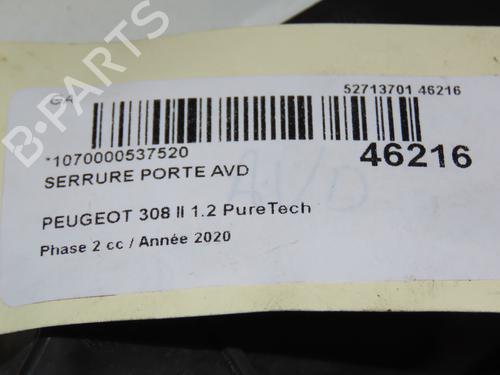 B-PARTS
52713701 46216
*1070000537520
46216
SERRURE PORTE AVD
AVD
PEUGEOT 308 II 1.2 PureTech
Phase 2 cc / Année 2020